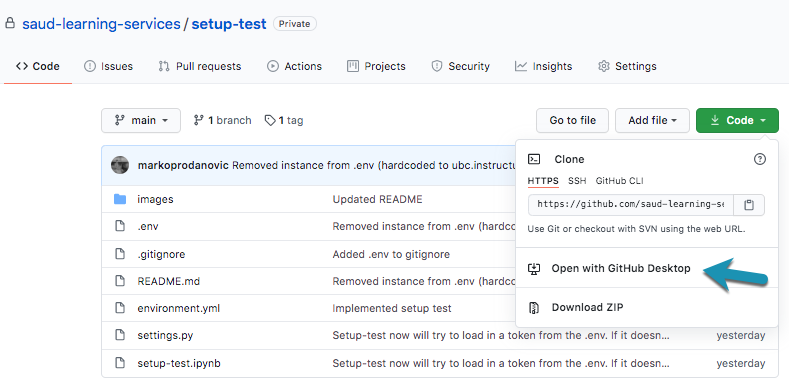 saud-learning-services / setup-test Private
Code Issues Pull requests Actions Projects Security Insights Settings
main 1 branch 1 tag Go to file Add file Code
markoprodanovic Removed instance from .env (hardcoded to ubc.instructu
Clone
HTTPS SSH GitHub CLI
https://github.com/saud-learning-se
Use Git or checkout with SVN using the web URL.
Open with GitHub Desktop
Download ZIP
images Updated README
.env Removed instance from .env (hardco
.gitignore Added .env to gitignore
README.md Removed instance from .env (hardco
environment.yml Implemented setup test
settings.py Setup-test now will try to load in a token from the .env. If it doesn... yesterday
setup-test.ipynb Setup-test now will try to load in a token from the .env. If it doesn... yesterday